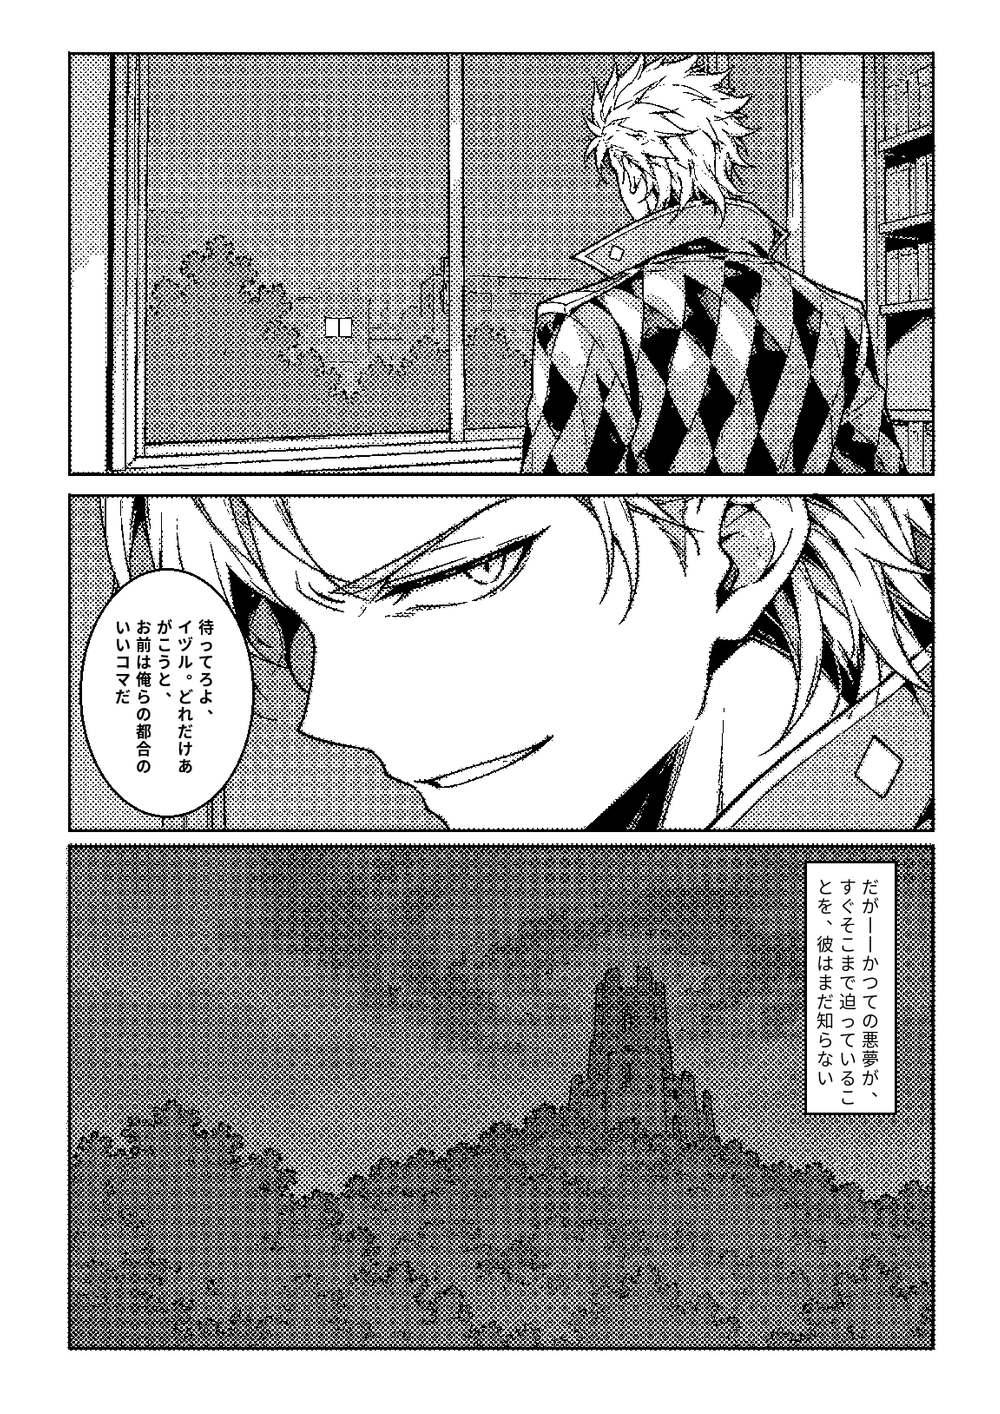 待ってろよ、
イヅル。どれだけあ
がこうと、
お前は俺らの都合の
いいコマだ
だが――かつての悪夢が、
すぐそこまで迫っているこ
とを、彼はまだ知らない